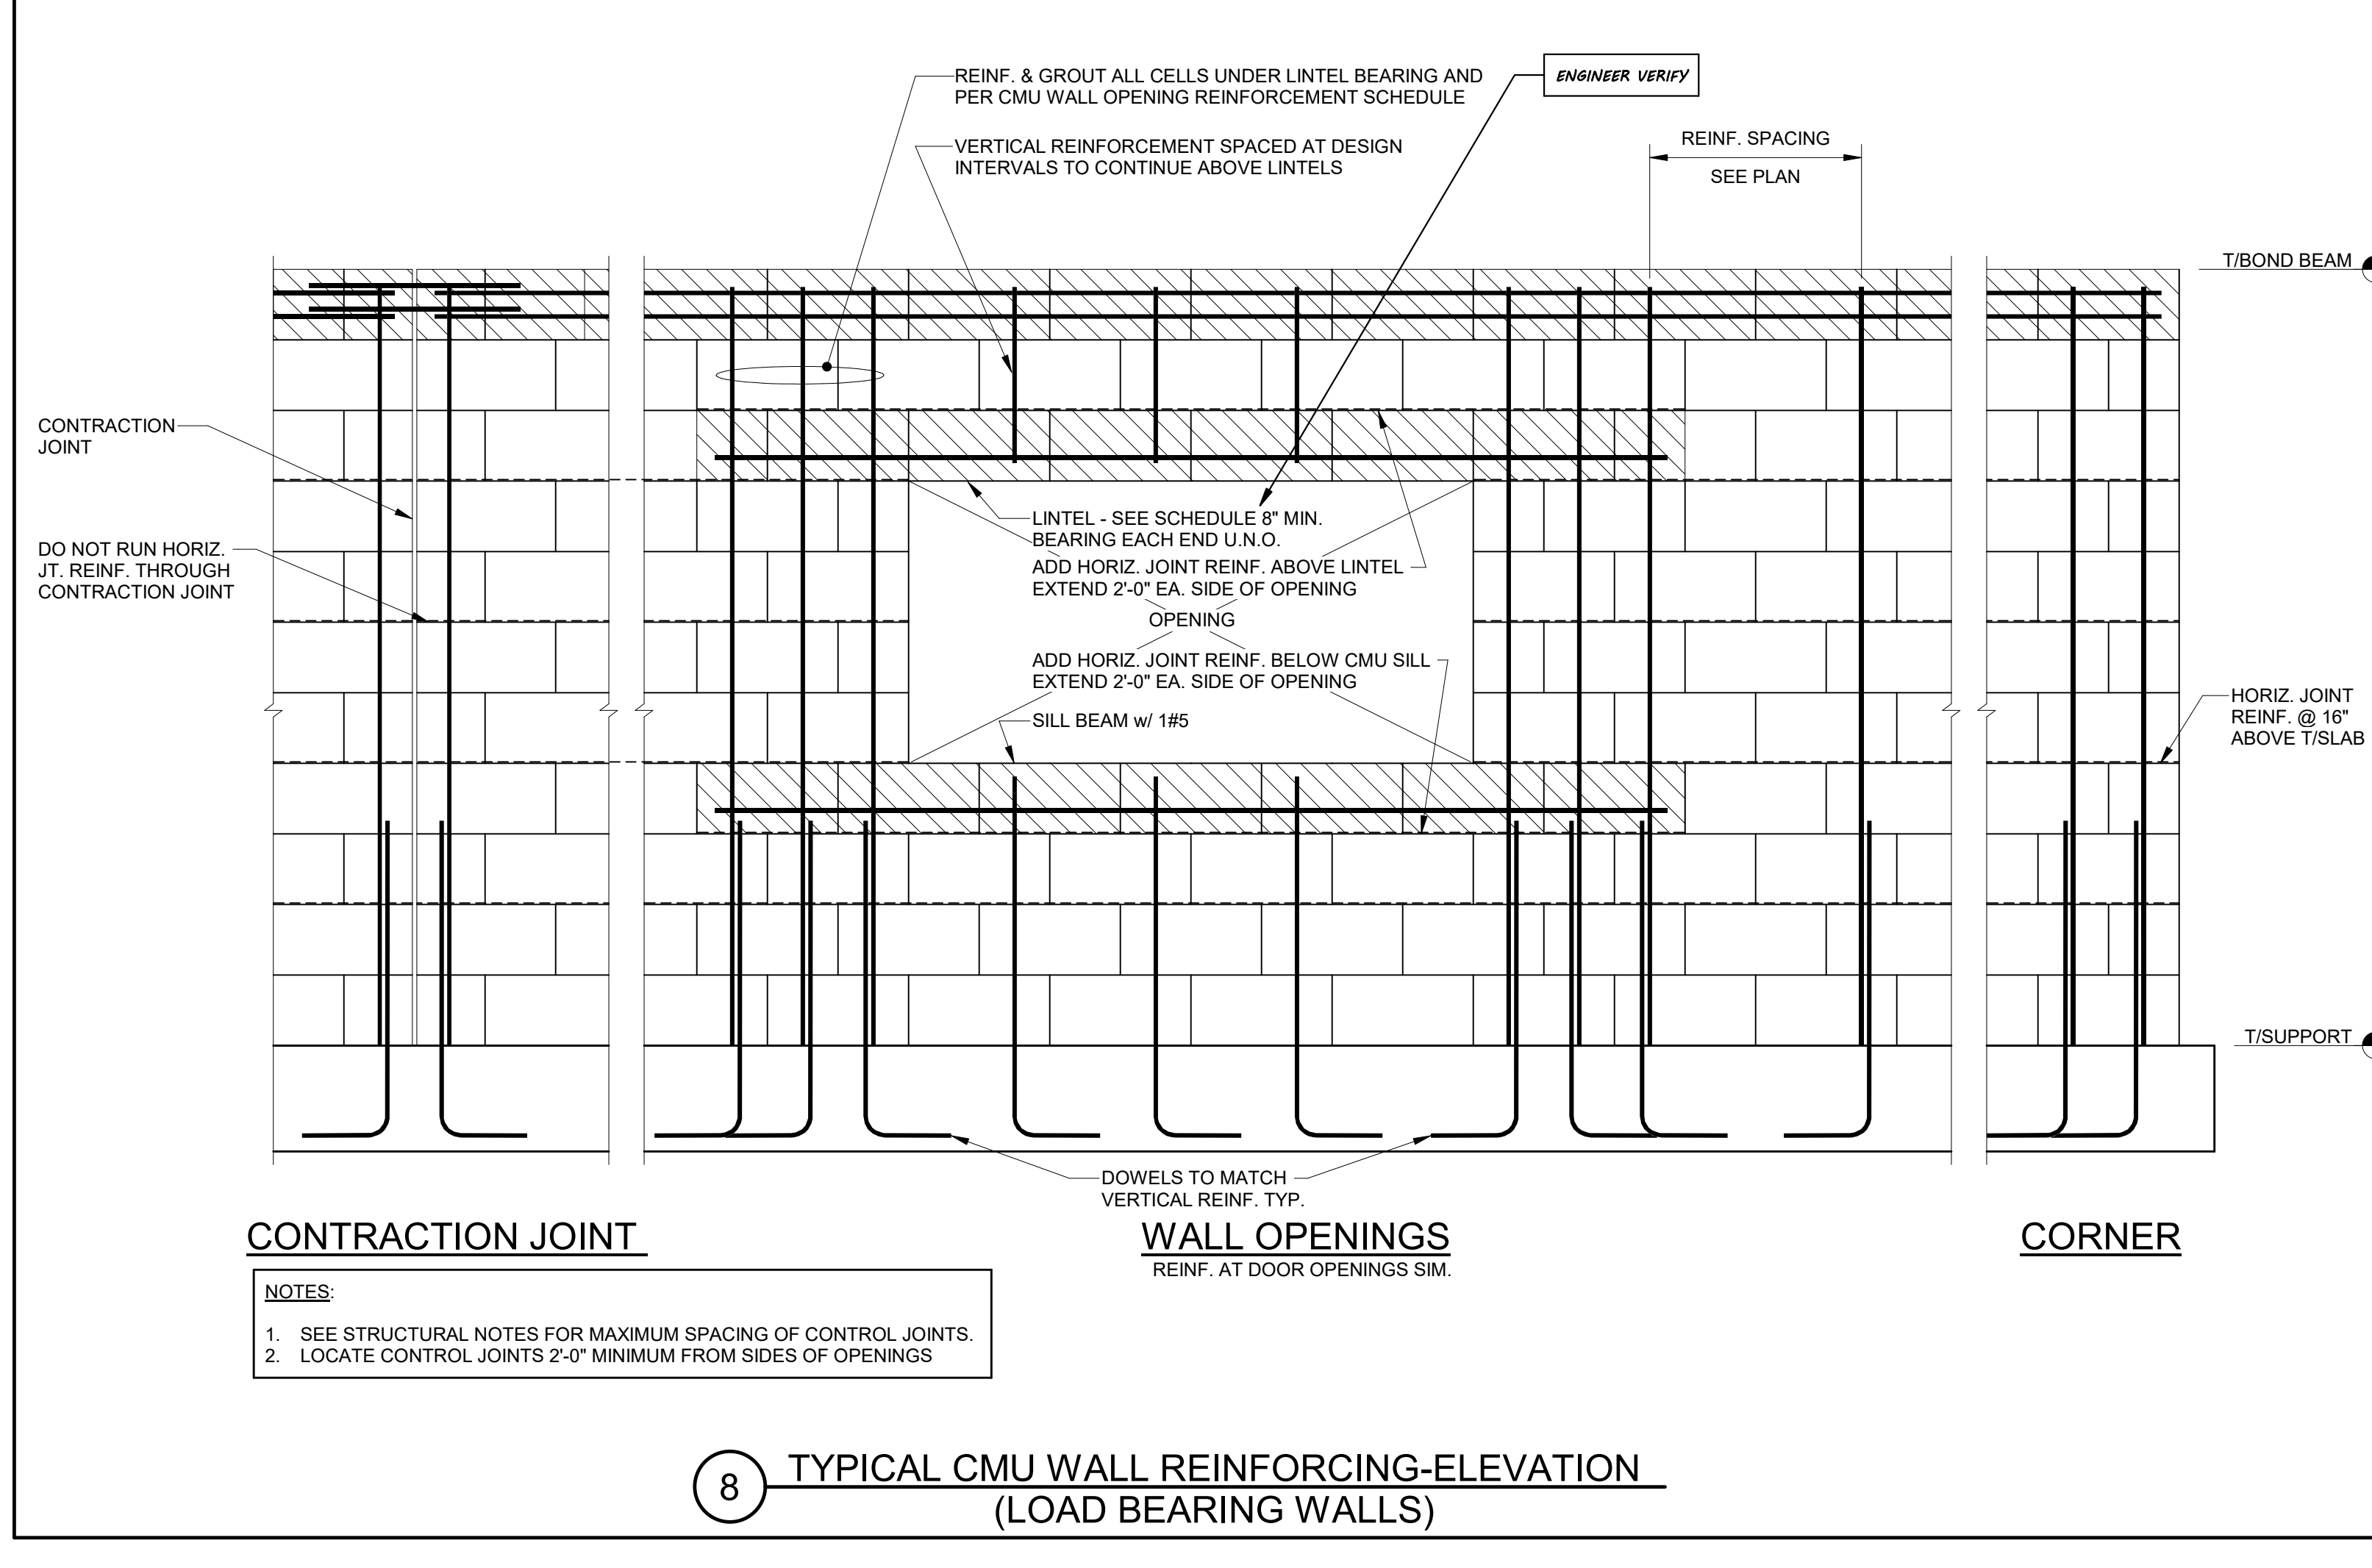 REINF. & GROUT ALL CELLS UNDER LINTEL BEARING AND
PER CMU WALL OPENING REINFORCEMENT SCHEDULE
ENGINEER VERIFY
VERTICAL REINFORCEMENT SPACED AT DESIGN
INTERVALS TO CONTINUE ABOVE LINTELS
REINF. SPACING
SEE PLAN
T/BOND BEAM
CONTRACTION
JOINT
DO NOT RUN HORIZ.
JT. REINF. THROUGH
CONTRACTION JOINT
LINTEL - SEE SCHEDULE 8" MIN.
BEARING EACH END U.N.O.
ADD HORIZ. JOINT REINF. ABOVE LINTEL
EXTEND 2'-0" EA. SIDE OF OPENING
OPENING
ADD HORIZ. JOINT REINF. BELOW CMU SILL
EXTEND 2'-0" EA. SIDE OF OPENING
SILL BEAM w/ 1#5
HORIZ. JOINT
REINF. @ 16"
ABOVE T/SLAB
T/SUPPORT
DOWELS TO MATCH
VERTICAL REINF. TYP.
CONTRACTION JOINT
WALL OPENINGS
REINF. AT DOOR OPENINGS SIM.
CORNER
NOTES:
1. SEE STRUCTURAL NOTES FOR MAXIMUM SPACING OF CONTROL JOINTS.
2. LOCATE CONTROL JOINTS 2'-0" MINIMUM FROM SIDES OF OPENINGS
8 TYPICAL CMU WALL REINFORCING-ELEVATION
(LOAD BEARING WALLS)